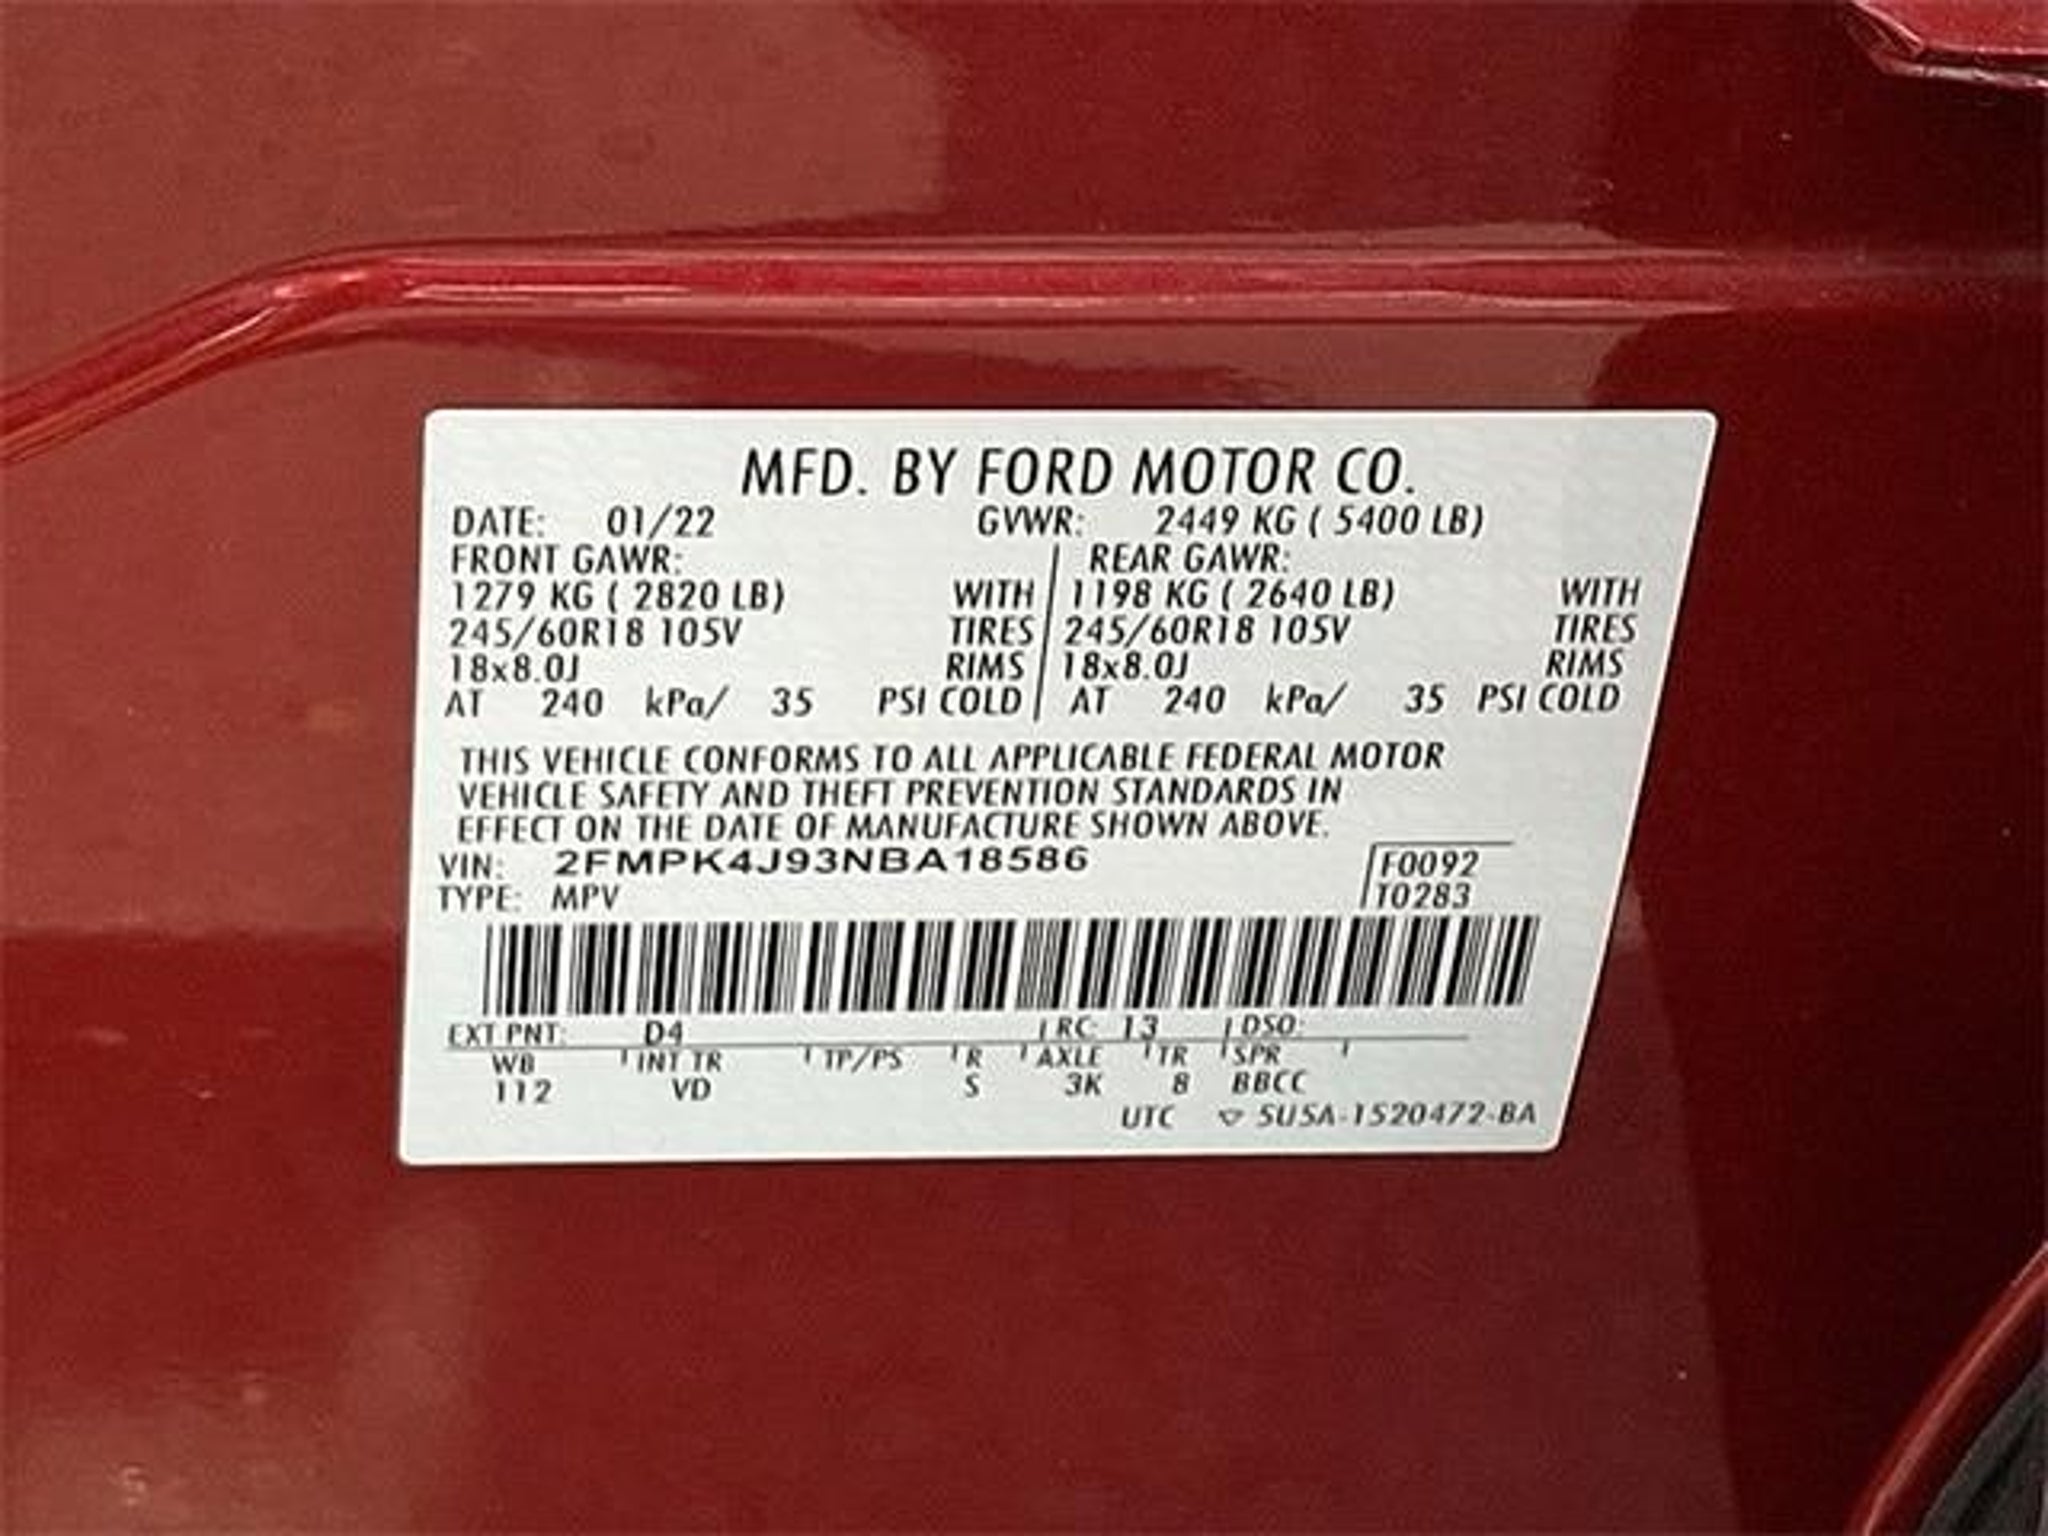 MFD. BY FORD MOTOR CO.
DATE: 01/22 GVWR: 2449 KG ( 5400 LB)
FRONT GAWR: REAR GAWR:
1279 KG ( 2820 LB) WITH 1198 KG ( 2640 LB) WITH
245/60R18 105V TIRES 245/60R18 105V TIRES
18x8.0J RIMS 18x8.0J RIMS
AT 240 kPa/ 35 PSI COLD AT 240 kPa/ 35 PSI COLD
THIS VEHICLE CONFORMS TO ALL APPLICABLE FEDERAL MOTOR
VEHICLE SAFETY AND THEFT PREVENTION STANDARDS IN
EFFECT ON THE DATE OF MANUFACTURE SHOWN ABOVE.
VIN: 2FMPK4J93NBA18586 F0092
TYPE: MPV T0283
EXT PNT: D4 RC: 13 DSO:
WB INT TR TP/PS R AXLE TR SPR
112 VD S 3K 8 BBCC
UTC ▽ 5U5A-1520472-BA